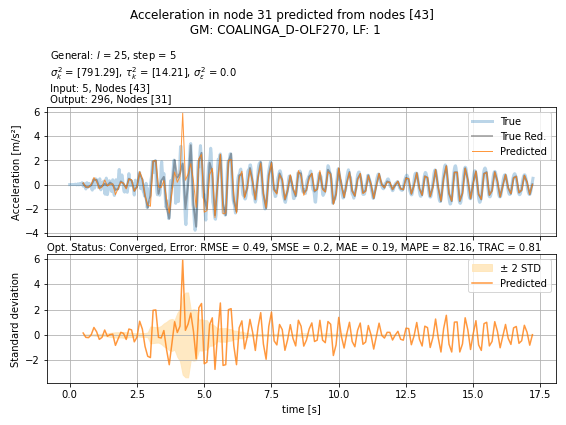 Acceleration in node 31 predicted from nodes [43]
GM: COALINGA_D-OLF270, LF: 1
General: l = 25, step = 5
σ²ₖ = [791.29], τ²ₖ = [14.21], σ²ε = 0.0
Input: 5, Nodes [43]
Output: 296, Nodes [31]
Acceleration [m/s²]
6
4
2
0
−2
−4
True
True Red.
Predicted
Opt. Status: Converged, Error: RMSE = 0.49, SMSE = 0.2, MAE = 0.19, MAPE = 82.16, TRAC = 0.81
Standard deviation
6
4
2
0
−2
± 2 STD
Predicted
0.0 2.5 5.0 7.5 10.0 12.5 15.0 17.5
time [s]